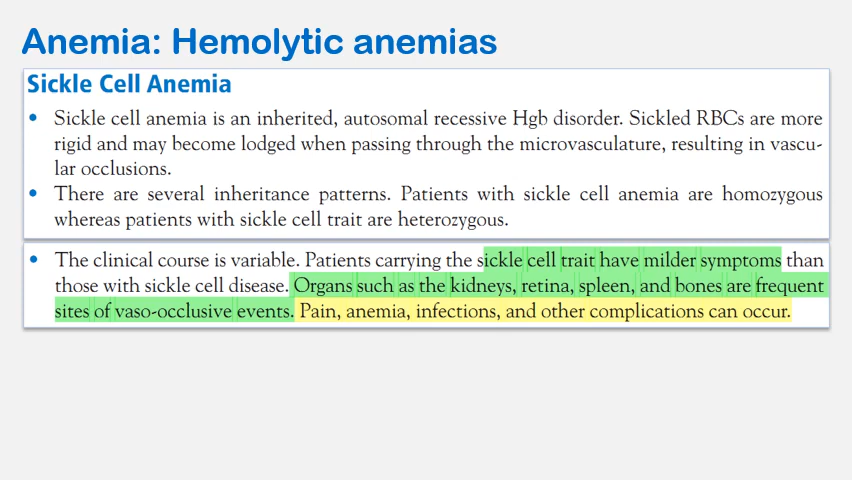 Anemia: Hemolytic anemias
Sickle Cell Anemia
• Sickle cell anemia is an inherited, autosomal recessive Hgb disorder. Sickled RBCs are more
rigid and may become lodged when passing through the microvasculature, resulting in vascu-
lar occlusions.
• There are several inheritance patterns. Patients with sickle cell anemia are homozygous
whereas patients with sickle cell trait are heterozygous.
• The clinical course is variable. Patients carrying the sickle cell trait have milder symptoms than
those with sickle cell disease. Organs such as the kidneys, retina, spleen, and bones are frequent
sites of vaso-occlusive events. Pain, anemia, infections, and other complications can occur.